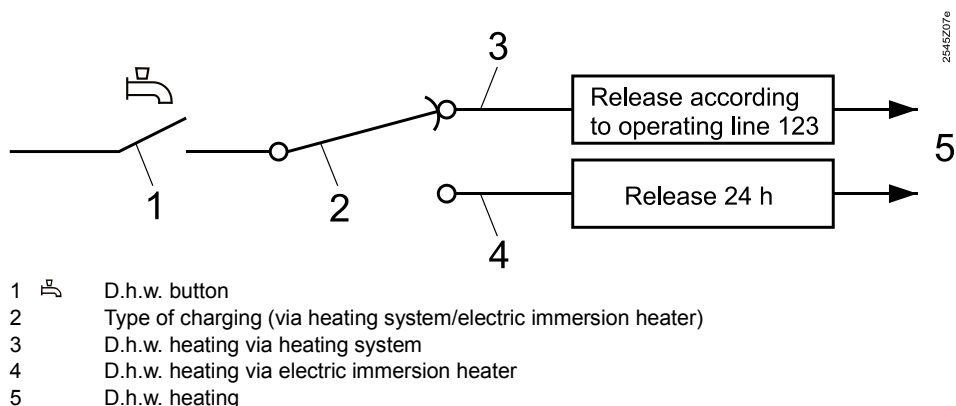 2545Z07e
3
Release according
to operating line 123
5
1
2
Release 24 h
4
1 D.h.w. button
2 Type of charging (via heating system/electric immersion heater)
3 D.h.w. heating via heating system
4 D.h.w. heating via electric immersion heater
5 D.h.w. heating